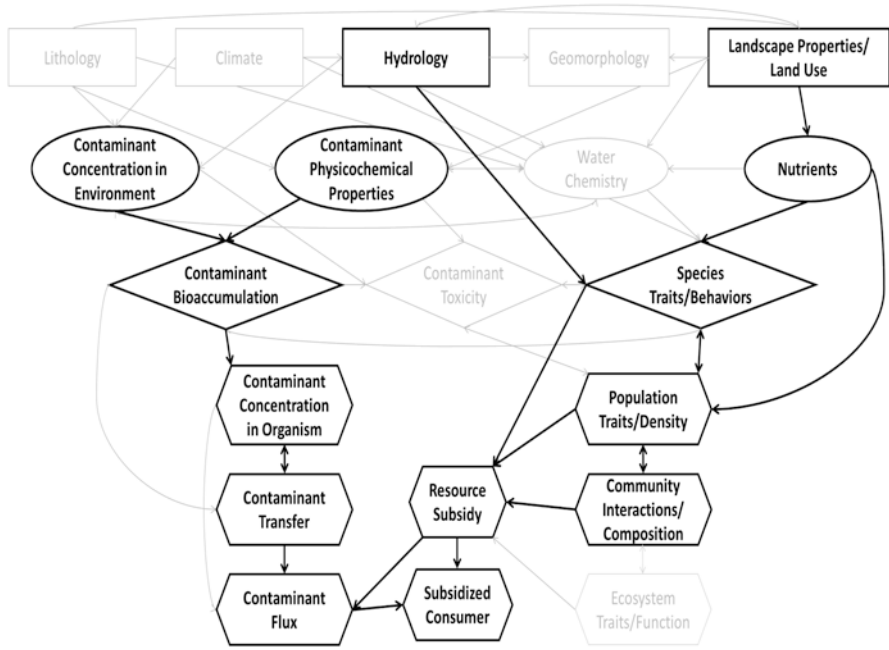 Lithology
Climate
Hydrology
Geomorphology
Landscape Properties/
Land Use
Contaminant
Concentration in
Environment
Contaminant
Physicochemical
Properties
Water
Chemistry
Nutrients
Contaminant
Bioaccumulation
Contaminant
Toxicity
Species
Traits/Behaviors
Contaminant
Concentration
in Organism
Population
Traits/Density
Contaminant
Transfer
Resource
Subsidy
Community
Interactions/
Composition
Contaminant
Flux
Subsidized
Consumer
Ecosystem
Traits/Function